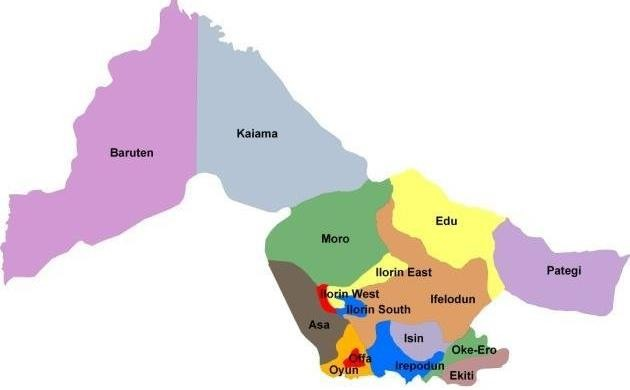 Baruten
Kaiama
Moro
Edu
Pategi
Ilorin East
Ilorin West
Ifelodun
Ilorin South
Asa
Isin
Oke-Ero
Offa
Irepodun
Oyun
Ekiti